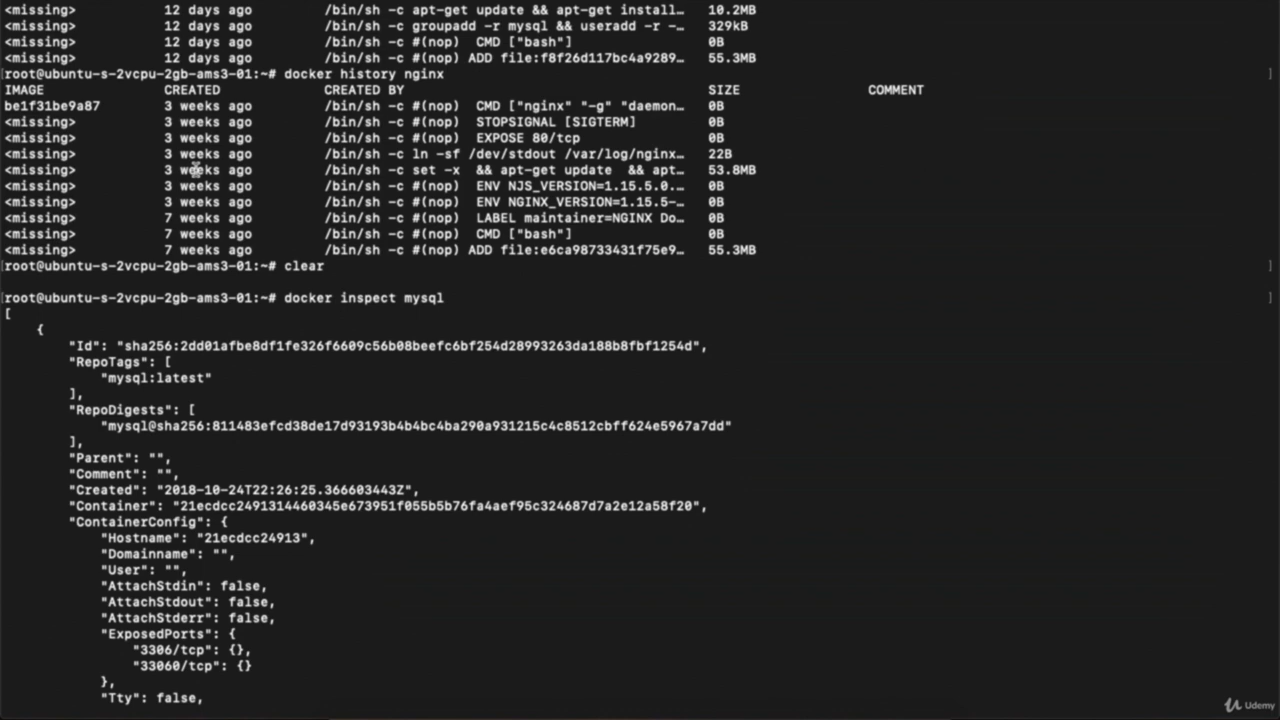 <missing>           12 days ago         /bin/sh -c apt-get update && apt-get install…   10.2MB
<missing>           12 days ago         /bin/sh -c groupadd -r mysql && useradd -r -…   329kB
<missing>           12 days ago         /bin/sh -c #(nop)  CMD ["bash"]                 0B
<missing>           12 days ago         /bin/sh -c #(nop) ADD file:f8f26d117bc4a9289…   55.3MB
[root@ubuntu-s-2vcpu-2gb-ams3-01:~# docker history nginx ]
IMAGE               CREATED             CREATED BY                                      SIZE                COMMENT
be1f31be9a87        3 weeks ago         /bin/sh -c #(nop)  CMD ["nginx" "-g" "daemon…   0B
<missing>           3 weeks ago         /bin/sh -c #(nop)  STOPSIGNAL [SIGTERM]         0B
<missing>           3 weeks ago         /bin/sh -c #(nop)  EXPOSE 80/tcp                0B
<missing>           3 weeks ago         /bin/sh -c ln -sf /dev/stdout /var/log/nginx…   22B
<missing>           3 weeks ago         /bin/sh -c set -x  && apt-get update  && apt…   53.8MB
<missing>           3 weeks ago         /bin/sh -c #(nop)  ENV NJS_VERSION=1.15.5.0.…   0B
<missing>           3 weeks ago         /bin/sh -c #(nop)  ENV NGINX_VERSION=1.15.5-…   0B
<missing>           7 weeks ago         /bin/sh -c #(nop)  LABEL maintainer=NGINX Do…   0B
<missing>           7 weeks ago         /bin/sh -c #(nop)  CMD ["bash"]                 0B
<missing>           7 weeks ago         /bin/sh -c #(nop) ADD file:e6ca98733431f75e9…   55.3MB
[root@ubuntu-s-2vcpu-2gb-ams3-01:~# clear ]
[root@ubuntu-s-2vcpu-2gb-ams3-01:~# docker inspect mysql ]
[
    {
        "Id": "sha256:2dd01afbe8df1fe326f6609c56b08beefc6bf254d28993263da188b8fbf1254d",
        "RepoTags": [
            "mysql:latest"
        ],
        "RepoDigests": [
            "mysql@sha256:811483efcd38de17d93193b4b4bc4ba290a931215c4c8512cbff624e5967a7dd"
        ],
        "Parent": "",
        "Comment": "",
        "Created": "2018-10-24T22:26:25.366603443Z",
        "Container": "21ecdcc2491314460345e673951f055b5b76fa4aef95c324687d7a2e12a58f20",
        "ContainerConfig": {
            "Hostname": "21ecdcc24913",
            "Domainname": "",
            "User": "",
            "AttachStdin": false,
            "AttachStdout": false,
            "AttachStderr": false,
            "ExposedPorts": {
                "3306/tcp": {},
                "33060/tcp": {}
            },
            "Tty": false,
Udemy